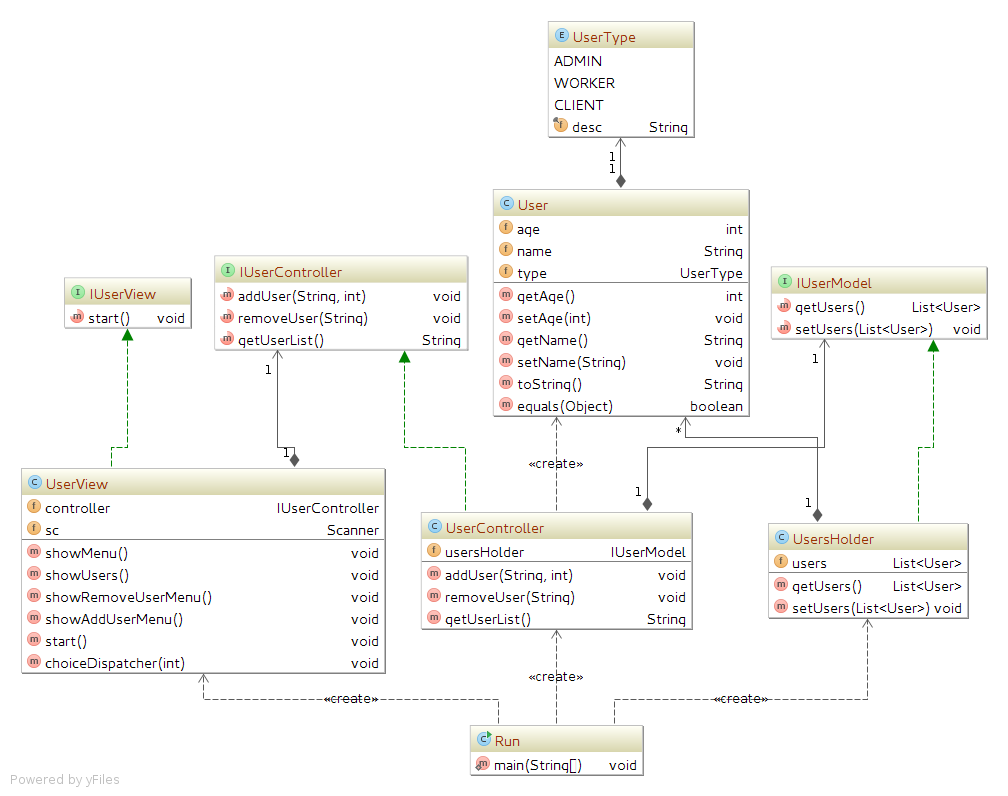 E UserType
ADMIN
WORKER
CLIENT
f desc String
1
1
C User
f age int
f name String
f type UserType
m getAge() int
m setAge(int) void
m getName() String
m setName(String) void
m toString() String
m equals(Object) boolean
I IUserView
m start() void
I IUserController
m addUser(String, int) void
m removeUser(String) void
m getUserList() String
I IUserModel
m getUsers() List<User>
m setUsers(List<User>) void
1
1
*
1
«create»
1
1
C UserView
f controller IUserController
f sc Scanner
m showMenu() void
m showUsers() void
m showRemoveUserMenu() void
m showAddUserMenu() void
m start() void
m choiceDispatcher(int) void
C UserController
f usersHolder IUserModel
m addUser(String, int) void
m removeUser(String) void
m getUserList() String
C UsersHolder
f users List<User>
m getUsers() List<User>
m setUsers(List<User>) void
«create»
«create»
«create»
C Run
m main(String[]) void
Powered by yFiles